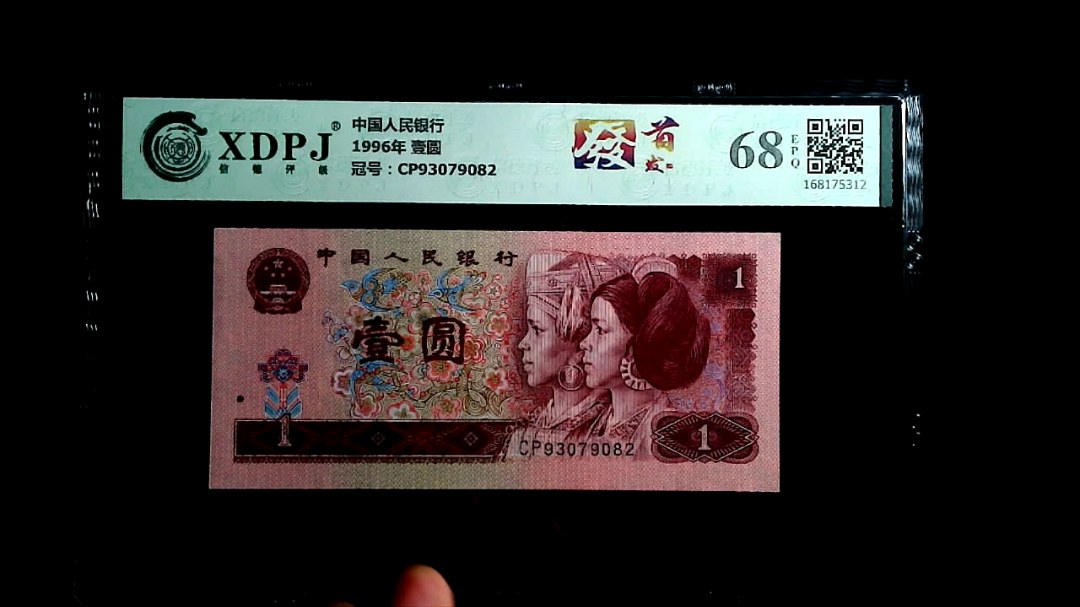 XDPJ®
信德评级
中国人民银行
1996年 壹圆
冠号：CP93079082
發
首
发
68
EPQ
168175312
中国人民银行
1
壹圆
1
CP93079082
1